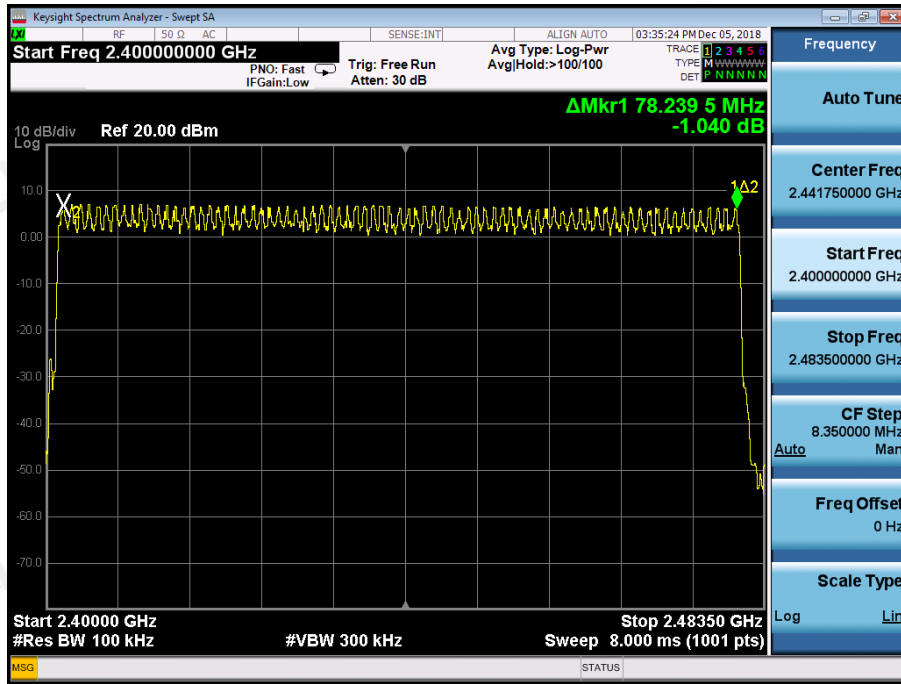 Keysight Spectrum Analyzer - Swept SA
LXI RF 50 Ω AC SENSE:INT ALIGN AUTO 03:35:24 PM Dec 05, 2018
Start Freq 2.400000000 GHz
PNO: Fast
IFGain:Low
Trig: Free Run
Atten: 30 dB
Avg Type: Log-Pwr
Avg|Hold:>100/100
TRACE 1 2 3 4 5 6
TYPE M WWWWW
DET P N N N N N
ΔMkr1 78.239 5 MHz
-1.040 dB
10 dB/div Ref 20.00 dBm
Log
10.0
0.00
-10.0
-20.0
-30.0
-40.0
-50.0
-60.0
-70.0
X2
1Δ2
Start 2.40000 GHz Stop 2.48350 GHz
#Res BW 100 kHz #VBW 300 kHz Sweep 8.000 ms (1001 pts)
MSG STATUS
Frequency
Auto Tune
Center Freq
2.441750000 GHz
Start Freq
2.400000000 GHz
Stop Freq
2.483500000 GHz
CF Step
8.350000 MHz
Auto Man
Freq Offset
0 Hz
Scale Type
Log Lin